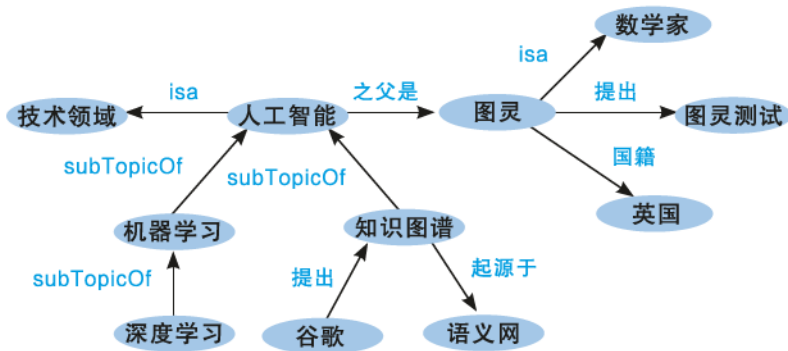 数学家
isa
isa
之父是
提出
技术领域
人工智能
图灵
图灵测试
国籍
subTopicOf
subTopicOf
英国
机器学习
知识图谱
subTopicOf
提出
起源于
深度学习
谷歌
语义网